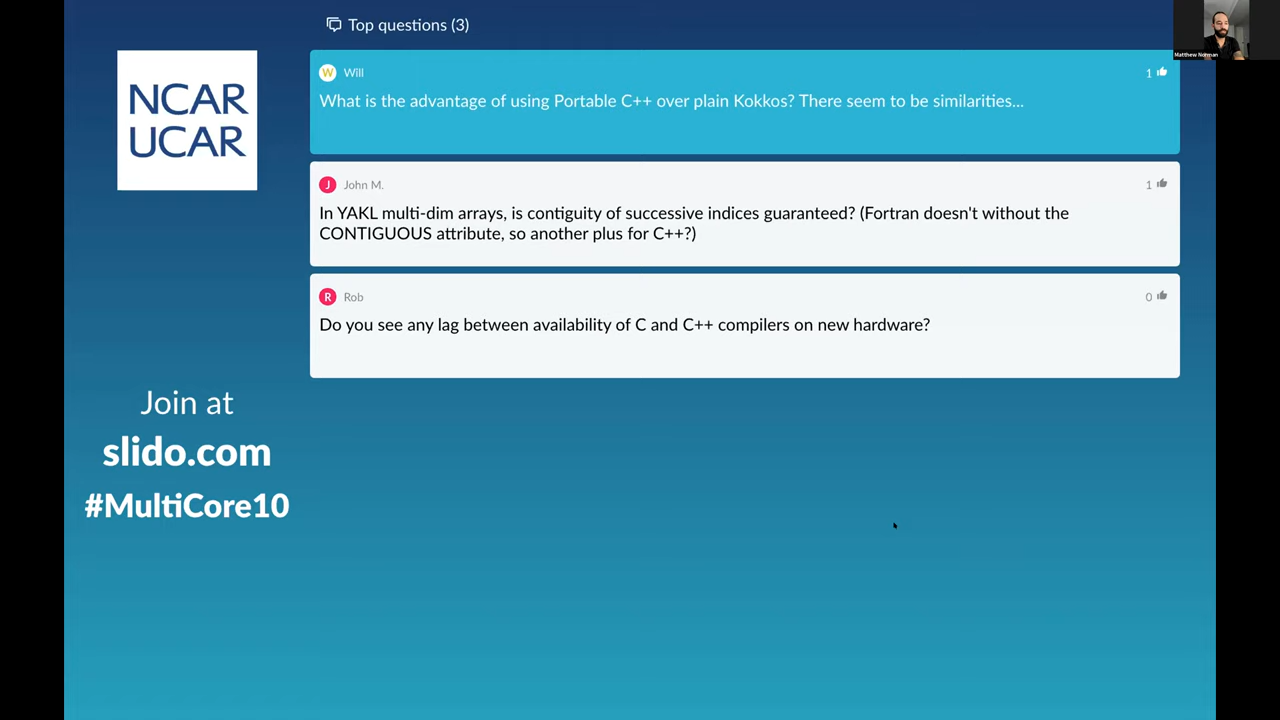 Top questions (3)
Matthew Norman
NCAR
UCAR
W Will 1
What is the advantage of using Portable C++ over plain Kokkos? There seem to be similarities...
J John M. 1
In YAKL multi-dim arrays, is contiguity of successive indices guaranteed? (Fortran doesn't without the
CONTIGUOUS attribute, so another plus for C++?)
R Rob 0
Do you see any lag between availability of C and C++ compilers on new hardware?
Join at
slido.com
#MultiCore10